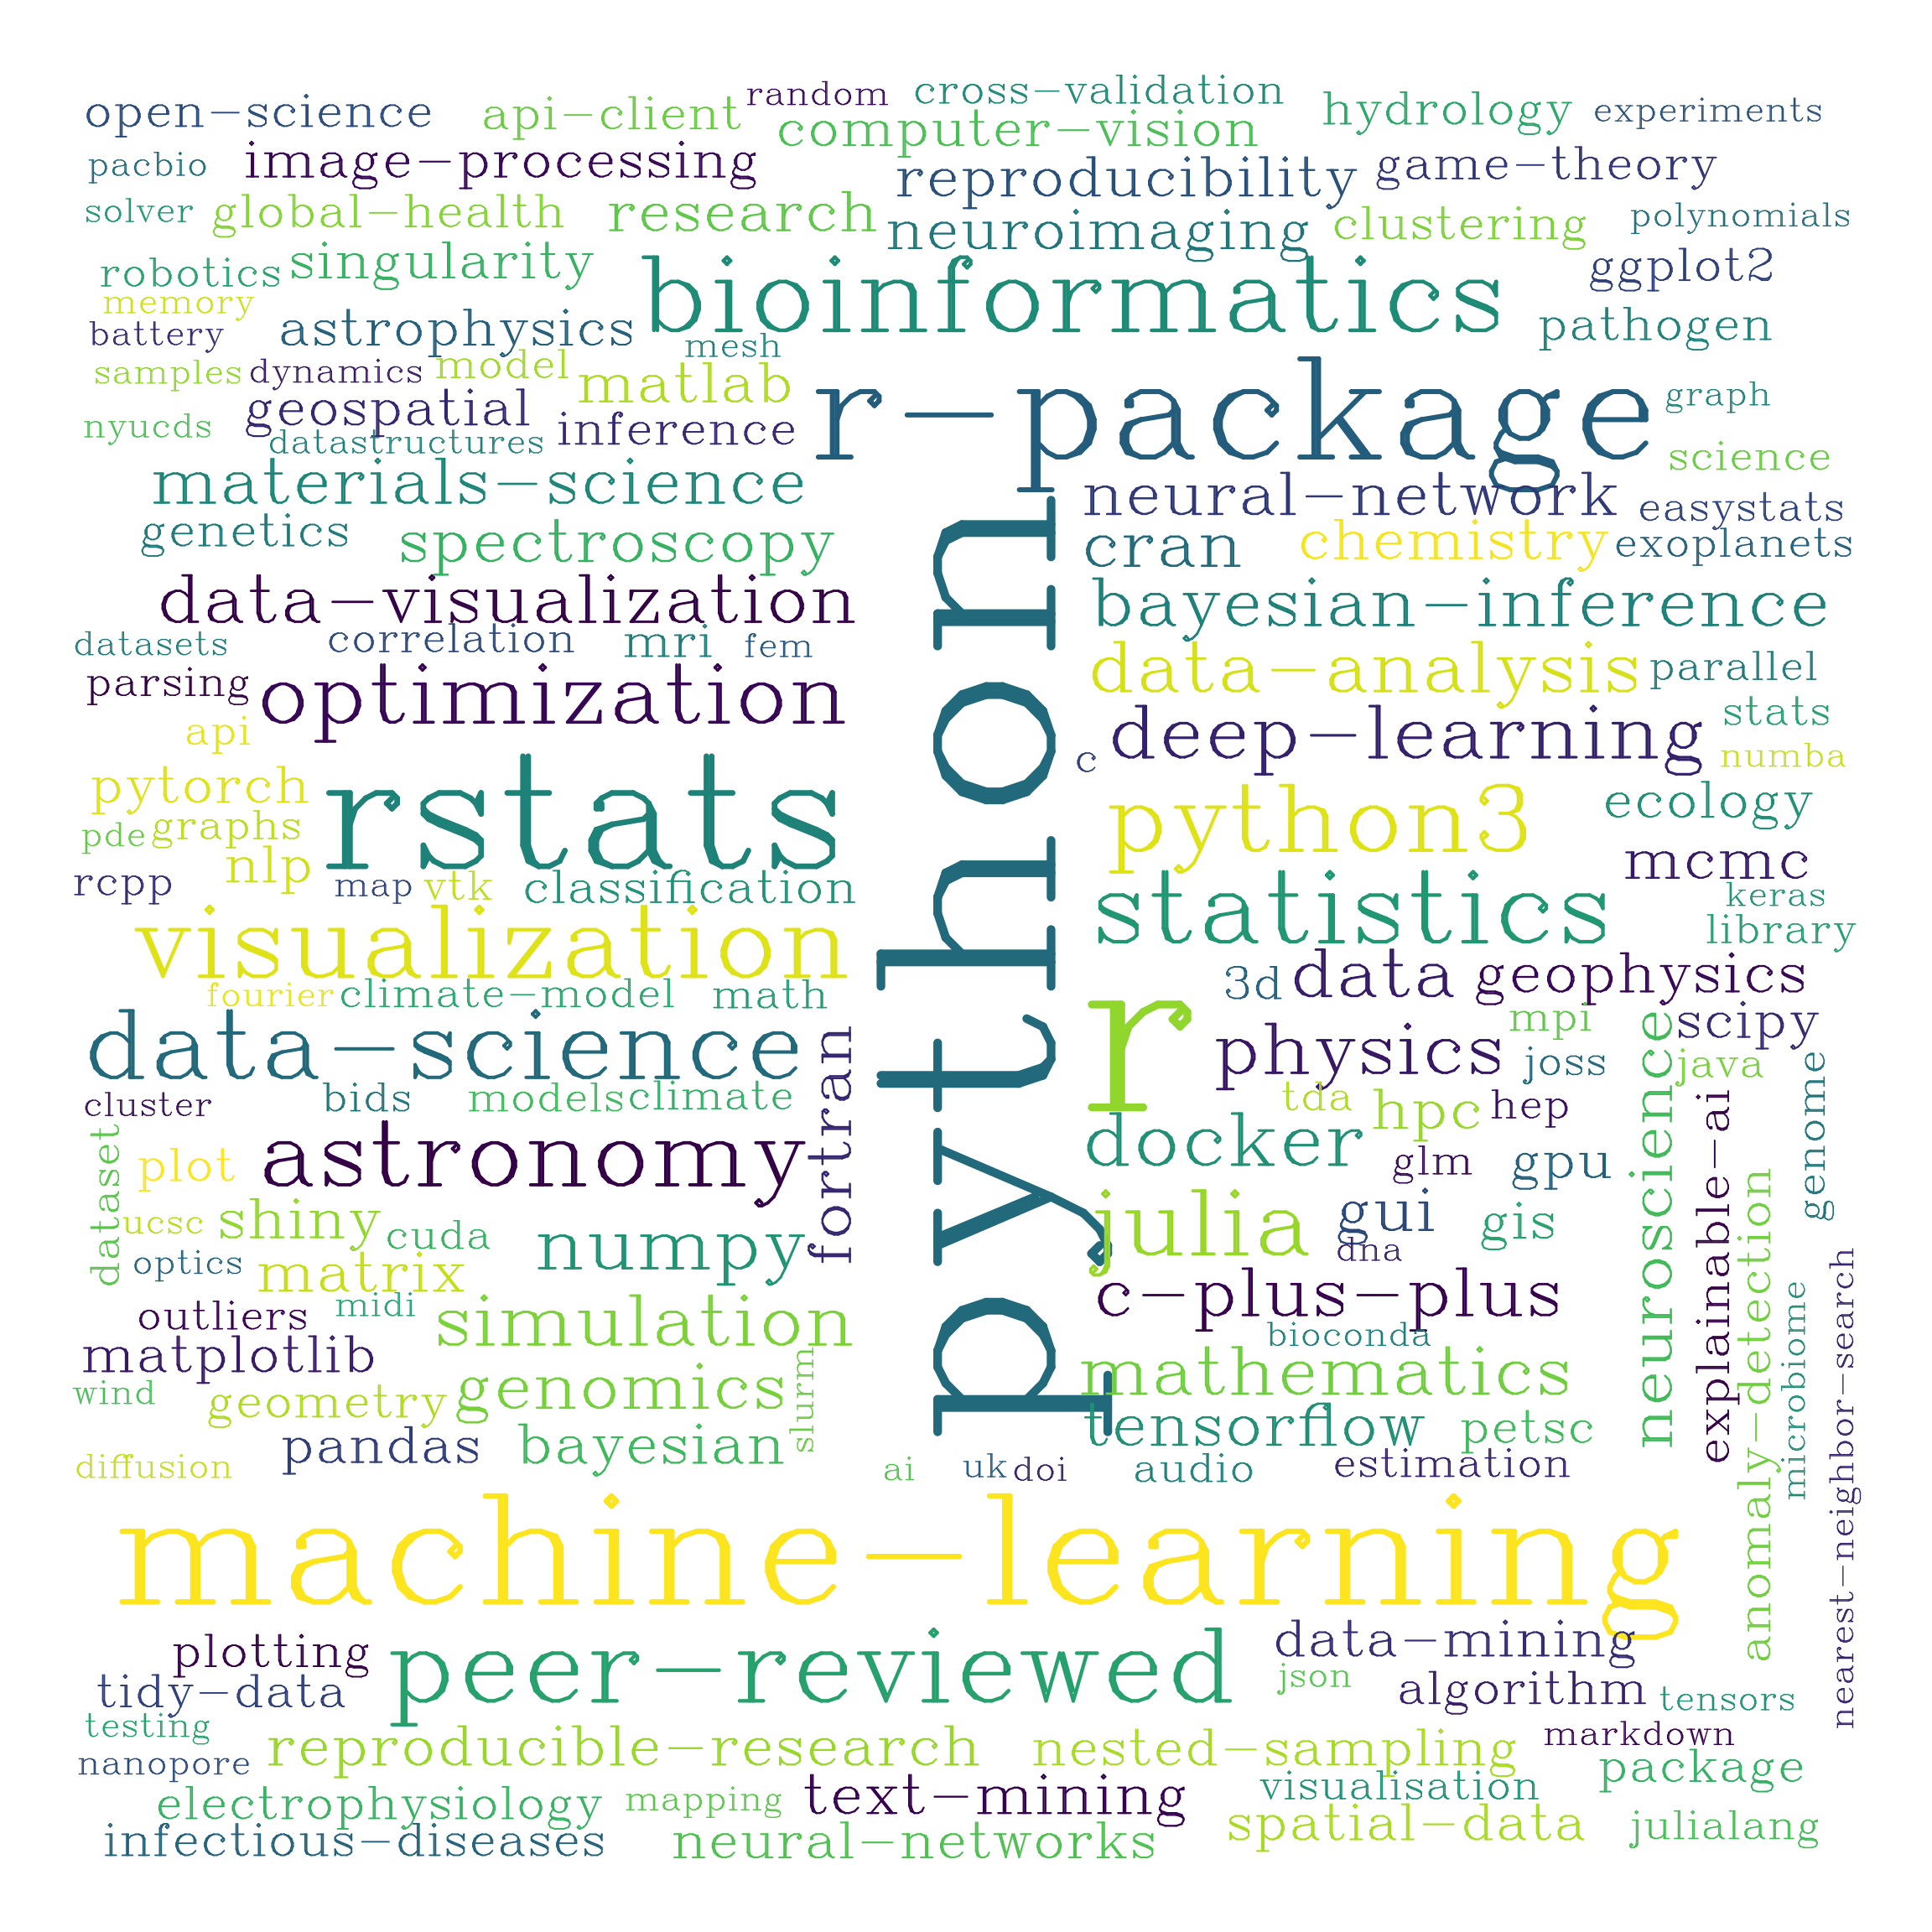 open-science
api-client
random
cross-validation
hydrology
experiments
computer-vision
pacbio
image-processing
reproducibility
game-theory
solver
global-health
research
neuroimaging
clustering
polynomials
robotics
singularity
bioinformatics
ggplot2
memory
battery
astrophysics
mesh
pathogen
samples
dynamics
model
matlab
r-package
graph
nyucds
geospatial
inference
datastructures
science
materials-science
neural-network
easystats
genetics
spectroscopy
cran
chemistry
exoplanets
data-visualization
bayesian-inference
datasets
correlation
mri
fem
data-analysis
parallel
parsing
optimization
python
api
c
deep-learning
stats
numba
pytorch
rstats
python3
ecology
pde
graphs
nlp
mcmc
rcpp
map
vtk
classification
statistics
keras
library
visualization
3d
data
geophysics
fourier
climate-model
math
r
mpi
scipy
data-science
fortran
physics
joss
neuroscience
java
genome
cluster
bids
models
climate
tda
hpc
hep
dataset
plot
astronomy
docker
glm
gpu
explainable-ai
ucsc
shiny
cuda
numpy
julia
gui
gis
dna
anomaly-detection
optics
matrix
c-plus-plus
outliers
midi
simulation
bioconda
microbiome
nearest-neighbor-search
matplotlib
mathematics
wind
geometry
genomics
slurm
tensorflow
petsc
pandas
bayesian
diffusion
ai
uk
doi
audio
estimation
machine-learning
plotting
peer-reviewed
data-mining
tidy-data
json
algorithm
tensors
testing
reproducible-research
nested-sampling
markdown
nanopore
package
electrophysiology
mapping
text-mining
visualisation
infectious-diseases
neural-networks
spatial-data
julialang